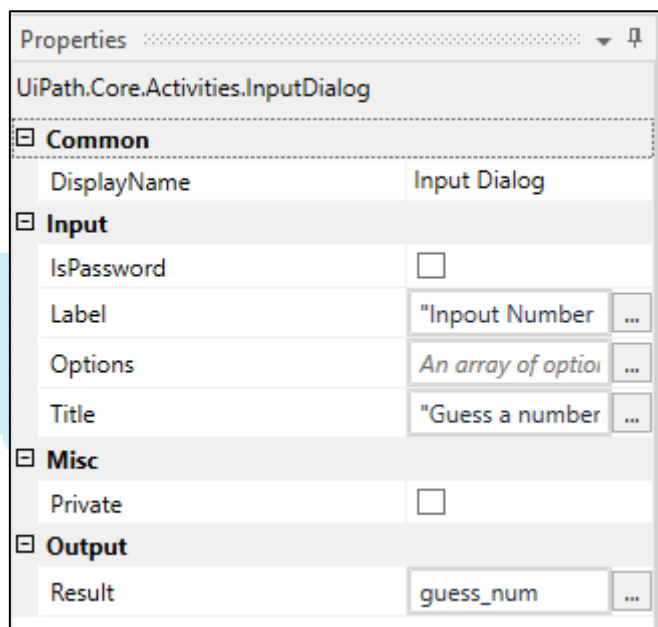 Properties
UiPath.Core.Activities.InputDialog
Common
DisplayName Input Dialog
Input
IsPassword
Label "Inpout Number ...
Options An array of optio ...
Title "Guess a number ...
Misc
Private
Output
Result guess_num ...